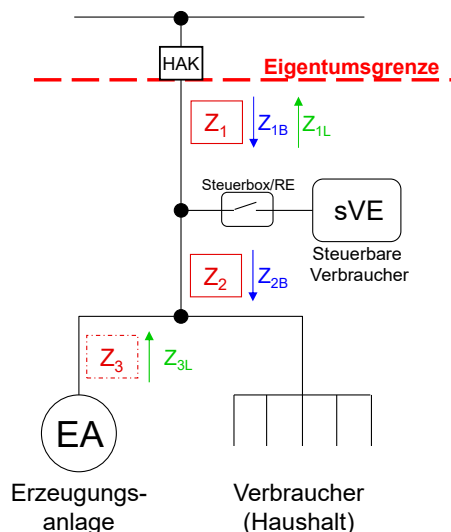 HAK
Eigentumsgrenze
Z1
Z1B
Z1L
Steuerbox/RE
sVE
Steuerbare
Verbraucher
Z2
Z2B
Z3
Z3L
EA
Erzeugungs-
anlage
Verbraucher
(Haushalt)